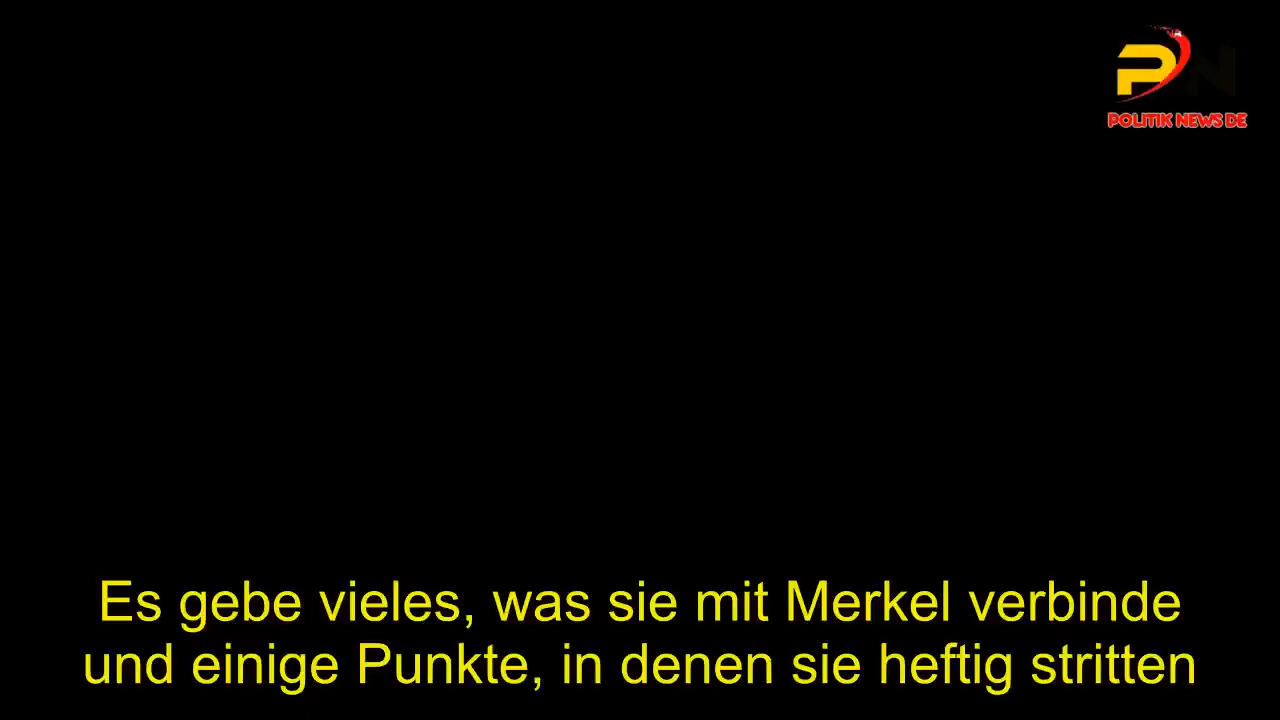 PN
POLITIK NEWS DE
Es gebe vieles, was sie mit Merkel verbinde
und einige Punkte, in denen sie heftig stritten